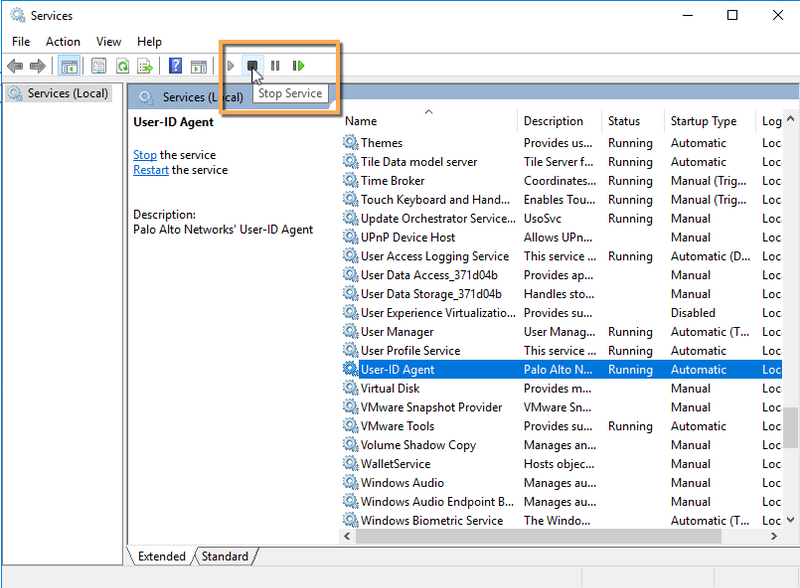 Services
File Action View Help
Stop Service
Services (Local)
Services (Local)
User-ID Agent
Stop the service
Restart the service
Description:
Palo Alto Networks' User-ID Agent
Name Description Status Startup Type Log
Themes Provides us... Running Automatic Loc
Tile Data model server Tile Server f... Running Automatic Loc
Time Broker Coordinates... Running Manual (Trig... Loc
Touch Keyboard and Hand... Enables Tou... Running Manual (Trig... Loc
Update Orchestrator Service... UsoSvc Running Manual Loc
UPnP Device Host Allows UPn... Manual Loc
User Access Logging Service This service ... Running Automatic (D... Loc
User Data Access_371d04b Provides ap... Manual Loc
User Data Storage_371d04b Handles sto... Manual Loc
User Experience Virtualizatio... Provides su... Disabled Loc
User Manager User Manag... Running Automatic (T... Loc
User Profile Service This service ... Running Automatic Loc
User-ID Agent Palo Alto N... Running Automatic Loc
Virtual Disk Provides m... Manual Loc
VMware Snapshot Provider VMware Sn... Manual Loc
VMware Tools Provides su... Running Automatic Loc
Volume Shadow Copy Manages an... Manual Loc
WalletService Hosts objec... Manual Loc
Windows Audio Manages au... Manual Loc
Windows Audio Endpoint B... Manages au... Manual Loc
Windows Biometric Service The Windo... Automatic (T... Loc
Extended Standard